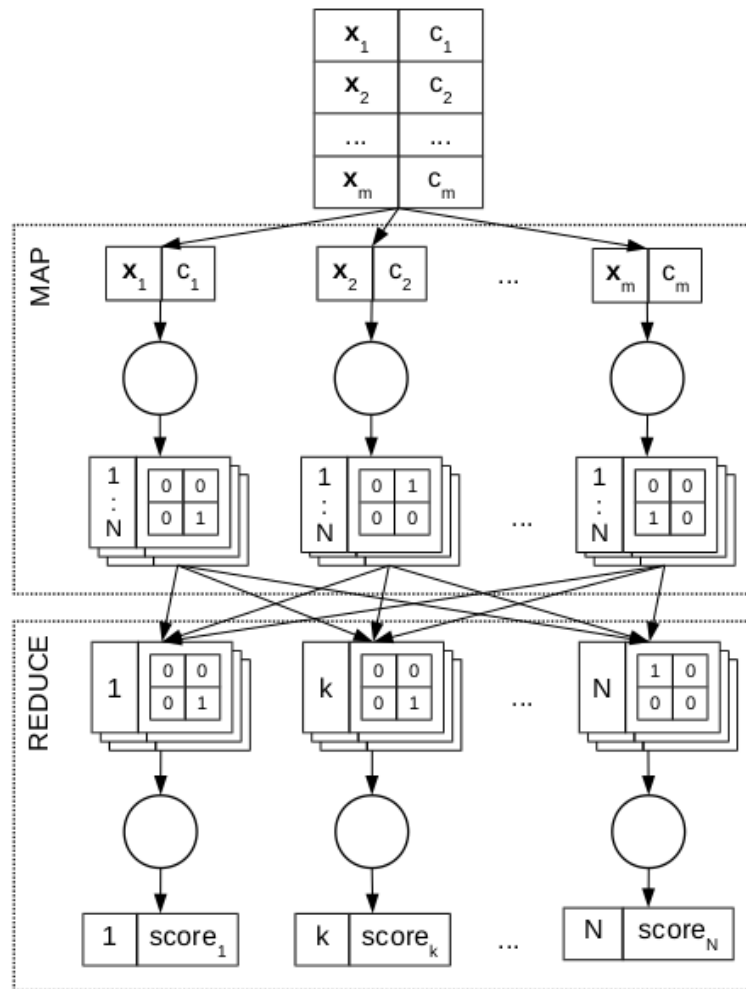 x₁ c₁
x₂ c₂
... ...
xₘ cₘ
MAP
x₁ c₁ x₂ c₂ ... xₘ cₘ
1 : N 0 0 1 : N 0 1 ... 1 : N 0 0
0 1 0 0 1 0
REDUCE
1 0 0 k 0 0 ... N 1 0
0 1 0 1 0 0
1 score₁ k scoreₖ ... N score_N